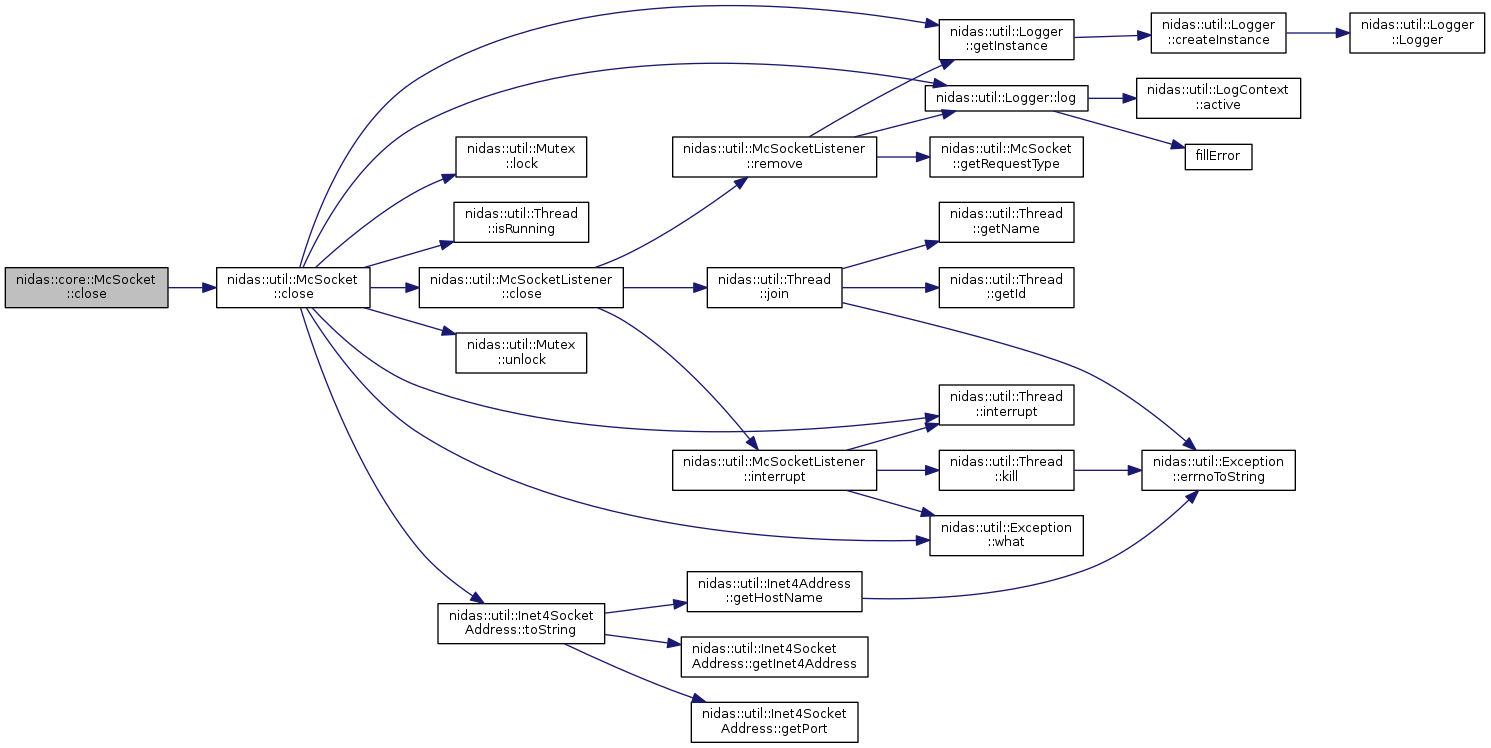 nidas::core::McSocket
::close
nidas::util::McSocket
::close
nidas::util::Mutex
::lock
nidas::util::Thread
::isRunning
nidas::util::McSocketListener
::close
nidas::util::Mutex
::unlock
nidas::util::Inet4Socket
Address::toString
nidas::util::McSocketListener
::remove
nidas::util::Thread
::join
nidas::util::McSocketListener
::interrupt
nidas::util::Inet4Address
::getHostName
nidas::util::Inet4Socket
Address::getInet4Address
nidas::util::Inet4Socket
Address::getPort
nidas::util::Logger
::getInstance
nidas::util::Logger::log
nidas::util::McSocket
::getRequestType
nidas::util::Thread
::getName
nidas::util::Thread
::getId
nidas::util::Thread
::interrupt
nidas::util::Thread
::kill
nidas::util::Exception
::what
nidas::util::Logger
::createInstance
nidas::util::LogContext
::active
fillError
nidas::util::Exception
::errnoToString
nidas::util::Logger
::Logger